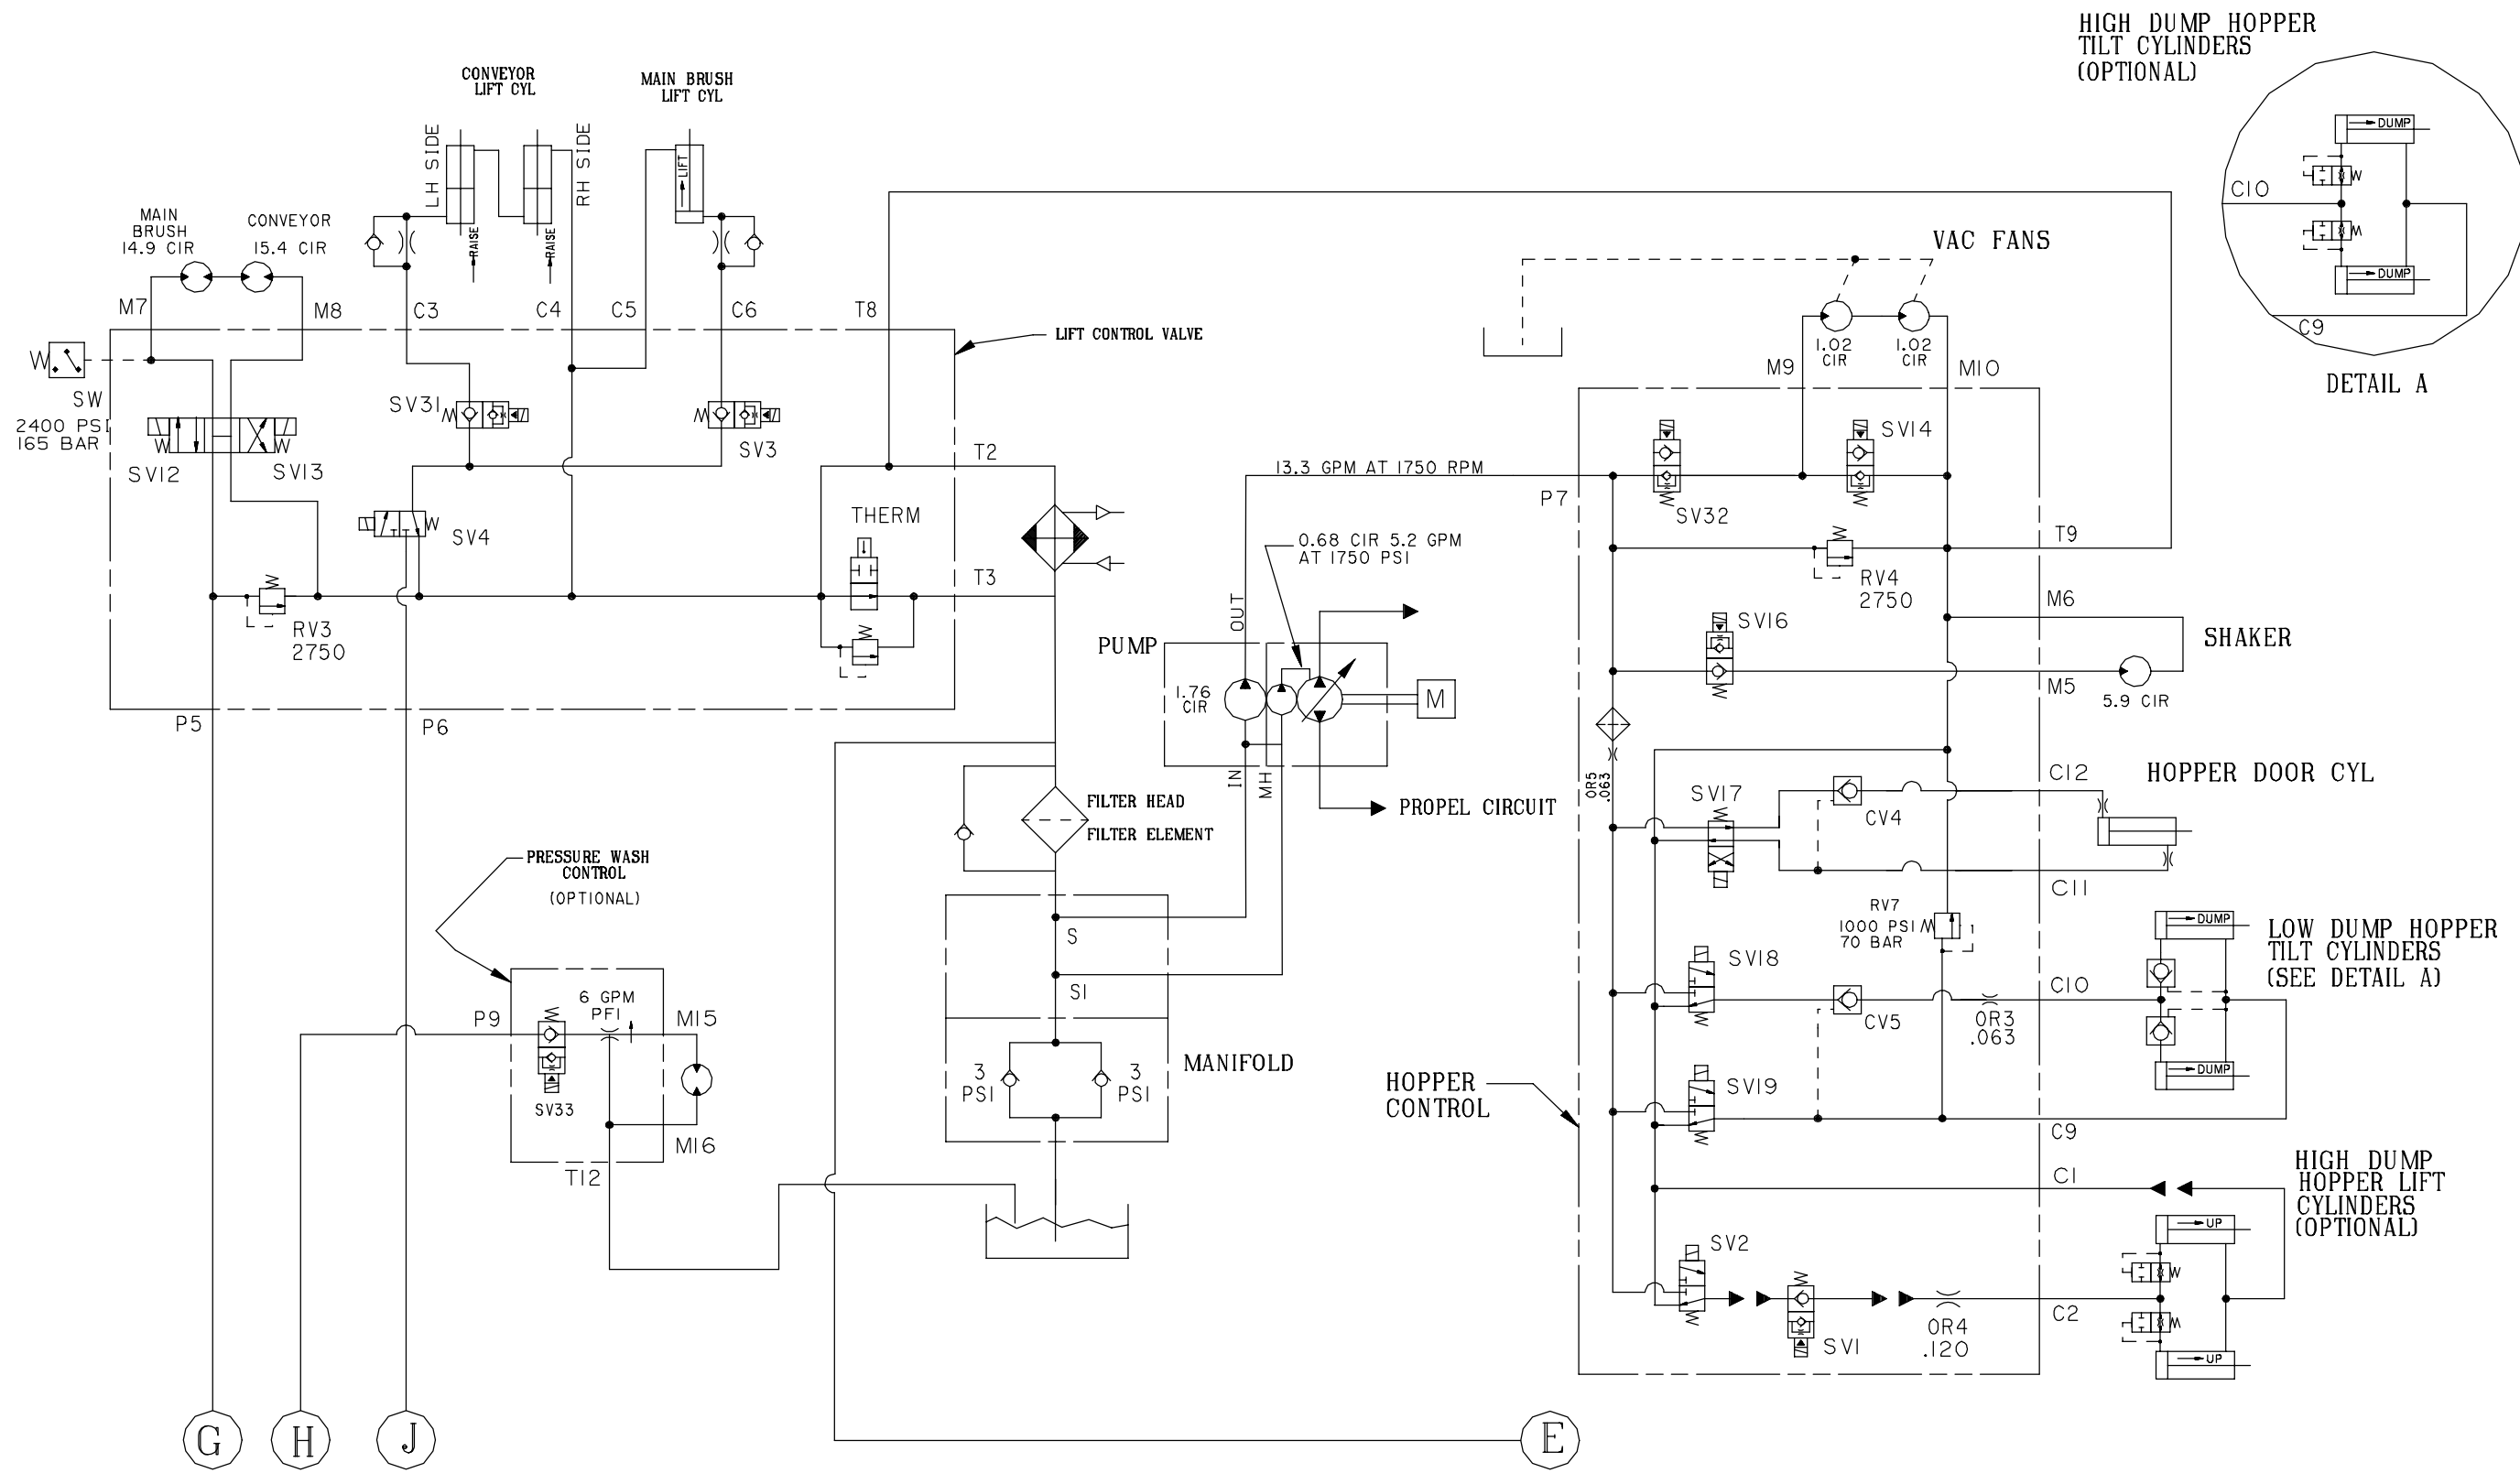 HIGH DUMP HOPPER
TILT CYLINDERS
(OPTIONAL)
DUMP
C10
DUMP
C9
DETAIL A
CONVEYOR
LIFT CYL
MAIN BRUSH
LIFT CYL
LH SIDE
RH SIDE
LIFT
RAISE
RAISE
MAIN
BRUSH
14.9 CIR
CONVEYOR
15.4 CIR
M7
M8
C3
C4
C5
C6
T8
LIFT CONTROL VALVE
SW
2400 PSI
165 BAR
SV12
SV13
SV31
SV3
SV4
T2
THERM
T3
RV3
2750
P5
P6
VAC FANS
1.02
CIR
1.02
CIR
M9
M10
SV14
SV32
13.3 GPM AT 1750 RPM
P7
0.68 CIR 5.2 GPM
AT 1750 PSI
T9
RV4
2750
M6
SV16
SHAKER
M5
5.9 CIR
OUT
PUMP
1.76
CIR
M
IN
MH
PROPEL CIRCUIT
FILTER HEAD
FILTER ELEMENT
OR5
.063
C12
HOPPER DOOR CYL
SV17
CV4
C11
RV7
1000 PSI
70 BAR
DUMP
LOW DUMP HOPPER
TILT CYLINDERS
(SEE DETAIL A)
SV18
C10
CV5
OR3
.063
DUMP
SV19
C9
HOPPER
CONTROL
PRESSURE WASH
CONTROL
(OPTIONAL)
P9
6 GPM
PF1
M15
SV33
M16
T12
S
S1
3
PSI
3
PSI
MANIFOLD
C1
HIGH DUMP
HOPPER LIFT
CYLINDERS
(OPTIONAL)
UP
SV2
C2
OR4
.120
SV1
UP
G
H
J
E